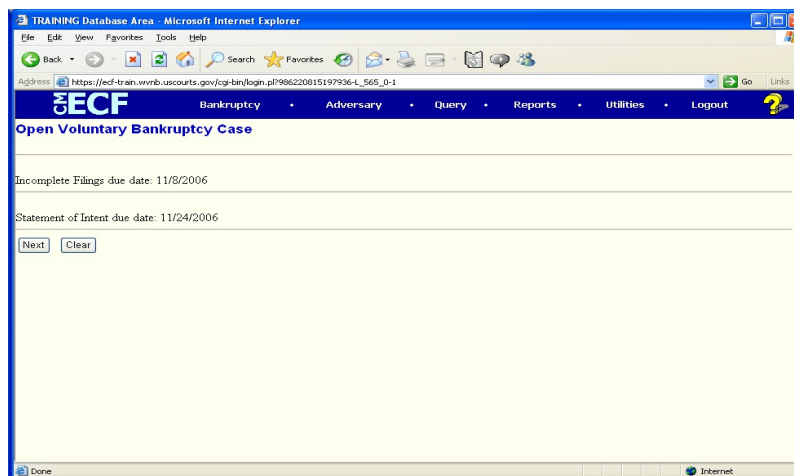 TRAINING Database Area - Microsoft Internet Explorer
File Edit View Favorites Tools Help
Back Search Favorites
Address https://ecf-train.wvnb.uscourts.gov/cgi-bin/login.pl?986220815197936-L_565_0-1 Go Links
CM ECF Bankruptcy • Adversary • Query • Reports • Utilities • Logout ?
Open Voluntary Bankruptcy Case
Incomplete Filings due date: 11/8/2006
Statement of Intent due date: 11/24/2006
Next Clear
Done Internet